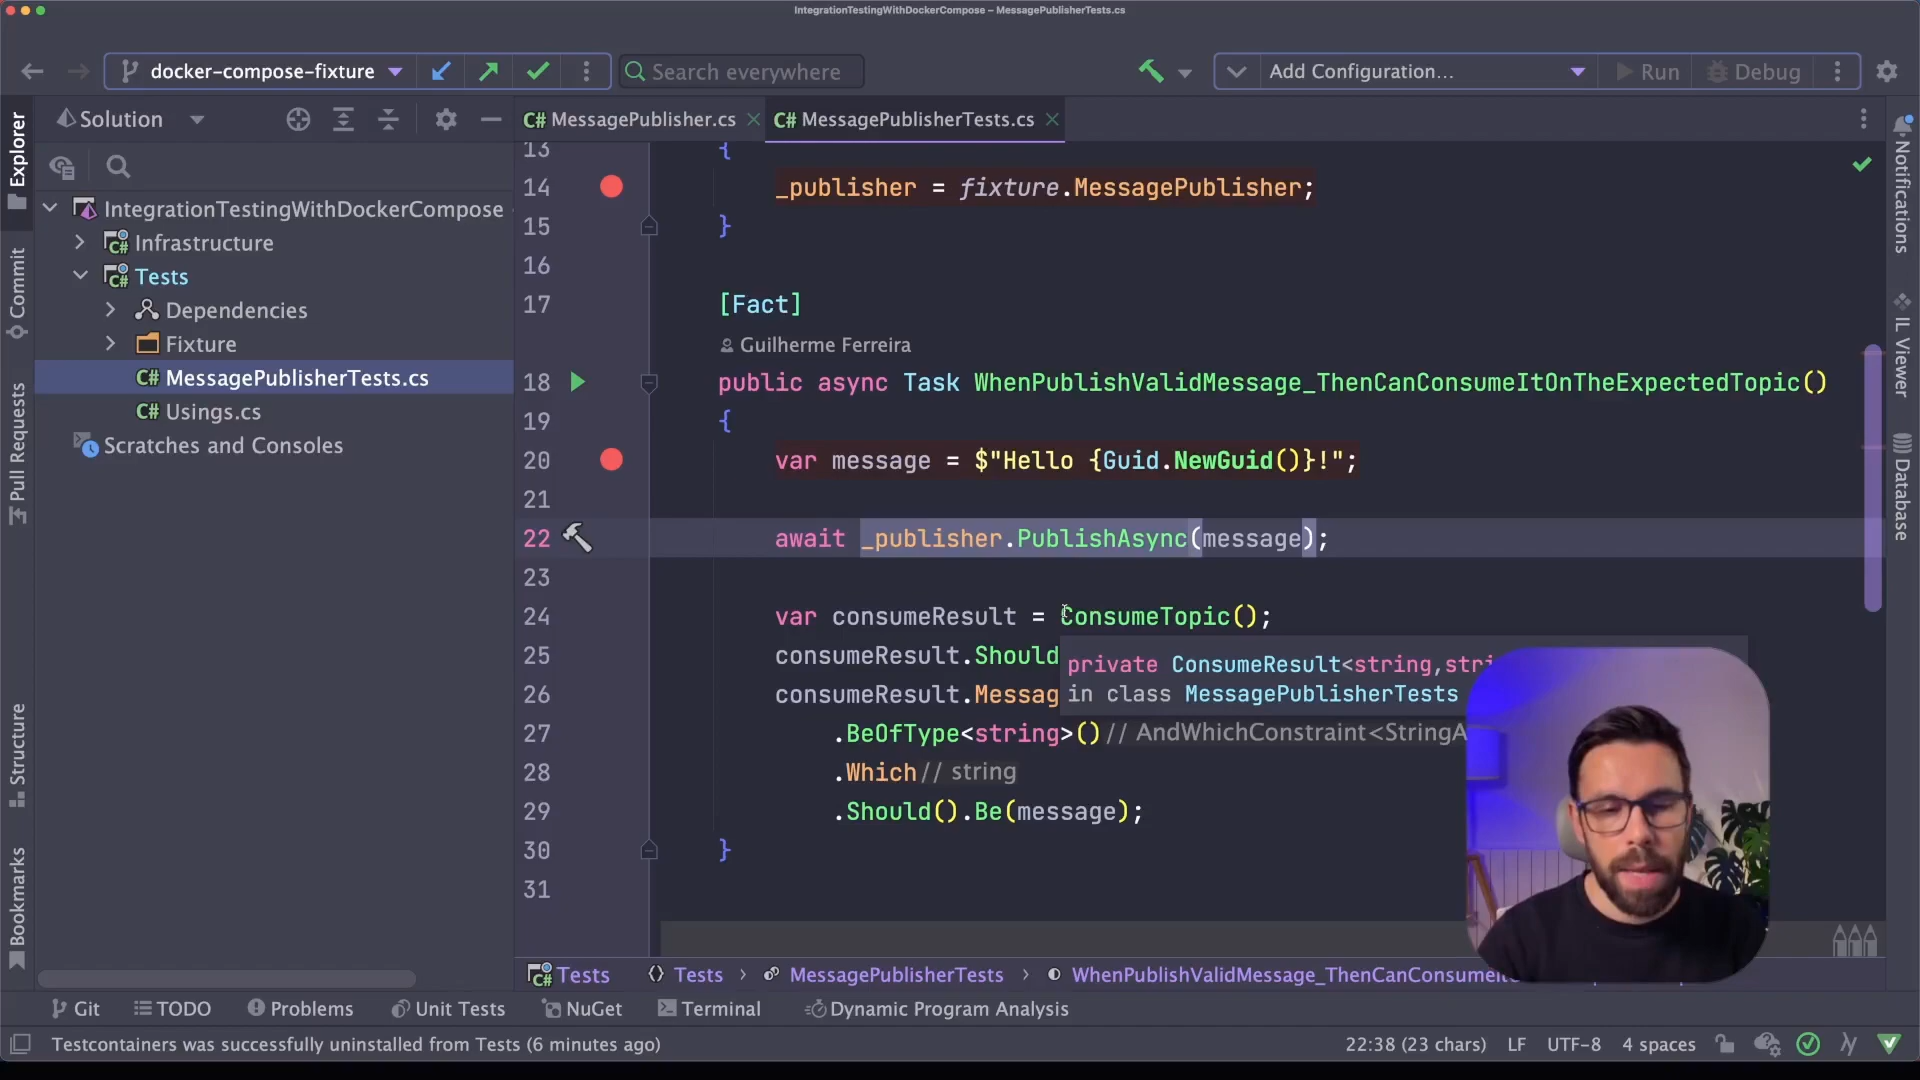 IntegrationTestingWithDockerCompose – MessagePublisherTests.cs
docker-compose-fixture
Search everywhere
Add Configuration...
Run
Debug
Solution
C# MessagePublisher.cs
C# MessagePublisherTests.cs
Explorer
Commit
Pull Requests
Structure
Bookmarks
IntegrationTestingWithDockerCompose
C# Infrastructure
C# Tests
Dependencies
Fixture
C# MessagePublisherTests.cs
C# Usings.cs
Scratches and Consoles
13 {
14 _publisher = fixture.MessagePublisher;
15 }
16
17 [Fact]
Guilherme Ferreira
18 public async Task WhenPublishValidMessage_ThenCanConsumeItOnTheExpectedTopic()
19 {
20 var message = $"Hello {Guid.NewGuid()}!";
21
22 await _publisher.PublishAsync(message);
23
24 var consumeResult = ConsumeTopic();
25 consumeResult.Should
26 consumeResult.Messag
private ConsumeResult<string,stri
in class MessagePublisherTests
27 .BeOfType<string>() // AndWhichConstraint<StringA
28 .Which // string
29 .Should().Be(message);
30 }
31
Notifications
IL Viewer
Database
C# Tests
Tests
MessagePublisherTests
WhenPublishValidMessage_ThenCanConsumeIt
Git
TODO
Problems
Unit Tests
NuGet
Terminal
Dynamic Program Analysis
Testcontainers was successfully uninstalled from Tests (6 minutes ago)
22:38 (23 chars)
LF
UTF-8
4 spaces